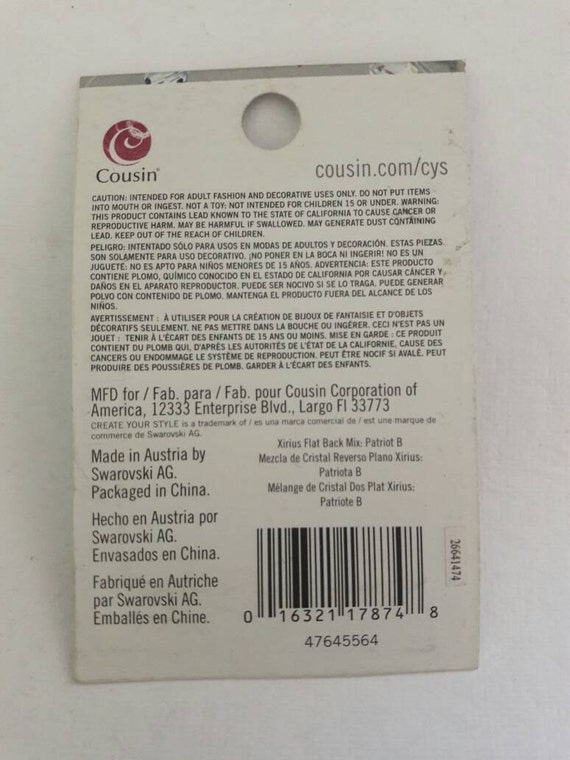 Cousin®
cousin.com/cys
CAUTION: INTENDED FOR ADULT FASHION AND DECORATIVE USES ONLY. DO NOT PUT ITEMS
INTO MOUTH OR INGEST. NOT A TOY: NOT INTENDED FOR CHILDREN 15 OR UNDER. WARNING:
THIS PRODUCT CONTAINS LEAD KNOWN TO THE STATE OF CALIFORNIA TO CAUSE CANCER OR
REPRODUCTIVE HARM. MAY BE HARMFUL IF SWALLOWED. MAY GENERATE DUST CONTAINING
LEAD. KEEP OUT OF THE REACH OF CHILDREN.
PELIGRO: INTENTADO SÓLO PARA USOS EN MODAS DE ADULTOS Y DECORACIÓN. ESTAS PIEZAS
SON SOLAMENTE PARA USO DECORATIVO. ¡NO PONER EN LA BOCA NI INGERIR! NO ES UN
JUGUETE: NO ES APTO PARA NIÑOS MENORES DE 15 AÑOS. ADVERTENCIA: ESTE PRODUCTO
CONTIENE PLOMO, QUÍMICO CONOCIDO EN EL ESTADO DE CALIFORNIA POR CAUSAR CÁNCER Y
DAÑOS EN EL APARATO REPRODUCTOR. PUEDE SER NOCIVO SI SE LO TRAGA. PUEDE GENERAR
POLVO CON CONTENIDO DE PLOMO. MANTENGA EL PRODUCTO FUERA DEL ALCANCE DE LOS
NIÑOS.
AVERTISSEMENT : À UTILISER POUR LA CRÉATION DE BIJOUX DE FANTAISIE ET D'OBJETS
DÉCORATIFS SEULEMENT. NE PAS METTRE DANS LA BOUCHE OU INGÉRER. CECI N'EST PAS UN
JOUET : TENIR À L'ÉCART DES ENFANTS DE 15 ANS OU MOINS. MISE EN GARDE : CE PRODUIT
CONTIENT DU PLOMB QUI, D'APRÈS LES AUTORITÉS DE L'ÉTAT DE LA CALIFORNIE, CAUSE DES
CANCERS OU ENDOMMAGE LE SYSTÈME DE REPRODUCTION. PEUT ÊTRE NOCIF SI AVALÉ. PEUT
PRODUIRE DES POUSSIÈRES DE PLOMB. GARDER À L'ÉCART DES ENFANTS.
MFD for / Fab. para / Fab. pour Cousin Corporation of
America, 12333 Enterprise Blvd., Largo Fl 33773
CREATE YOUR STYLE is a trademark of / es una marca comercial de / est une marque de
commerce de Swarovski AG.
Made in Austria by
Swarovski AG.
Packaged in China.
Hecho en Austria por
Swarovski AG.
Envasados en China.
Fabriqué en Autriche
par Swarovski AG.
Emballés en Chine.
Xirius Flat Back Mix: Patriot B
Mezcla de Cristal Reverso Plano Xirius:
Patriota B
Mélange de Cristal Dos Plat Xirius:
Patriote B
26641474
0 16321 17874 8
47645564